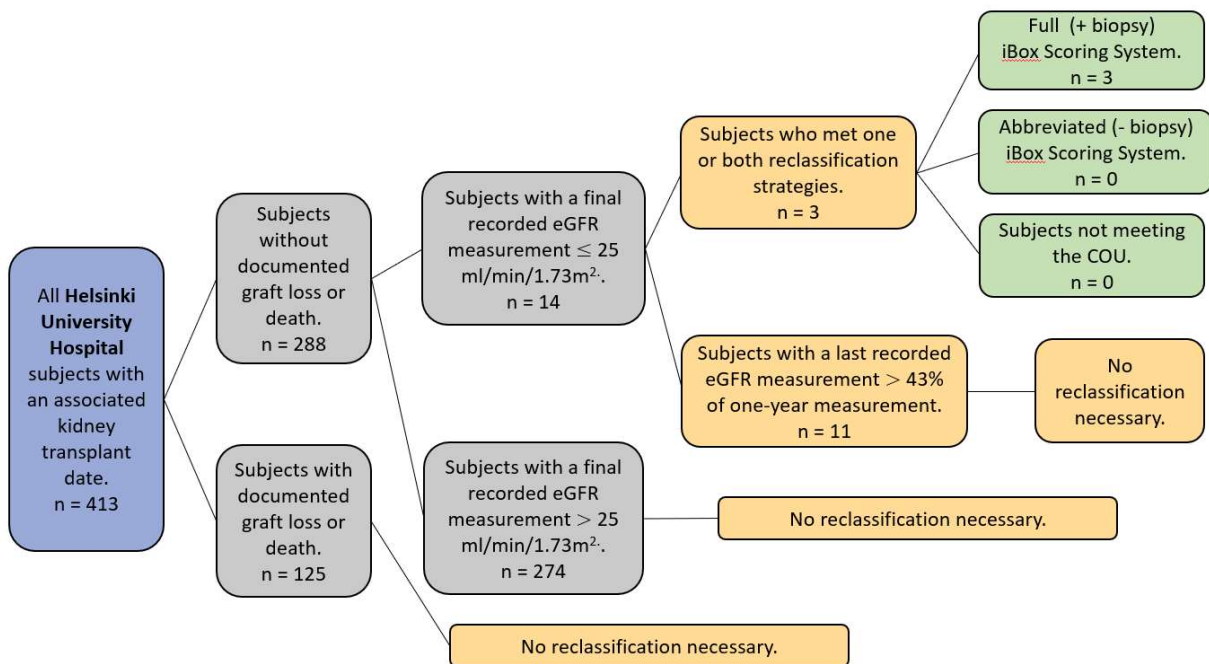 All Helsinki
University
Hospital
subjects with
an associated
kidney
transplant
date.
n = 413
Subjects
without
documented
graft loss or
death.
n = 288
Subjects with
documented
graft loss or
death.
n = 125
Subjects with a final
recorded eGFR
measurement ≤ 25
ml/min/1.73m².
n = 14
Subjects with a final
recorded eGFR
measurement > 25
ml/min/1.73m².
n = 274
Subjects who met one
or both reclassification
strategies.
n = 3
Subjects with a last recorded
eGFR measurement > 43%
of one-year measurement.
n = 11
Full (+ biopsy)
iBox Scoring System.
n = 3
Abbreviated (- biopsy)
iBox Scoring System.
n = 0
Subjects not meeting
the COU.
n = 0
No
reclassification
necessary.
No reclassification necessary.
No reclassification necessary.